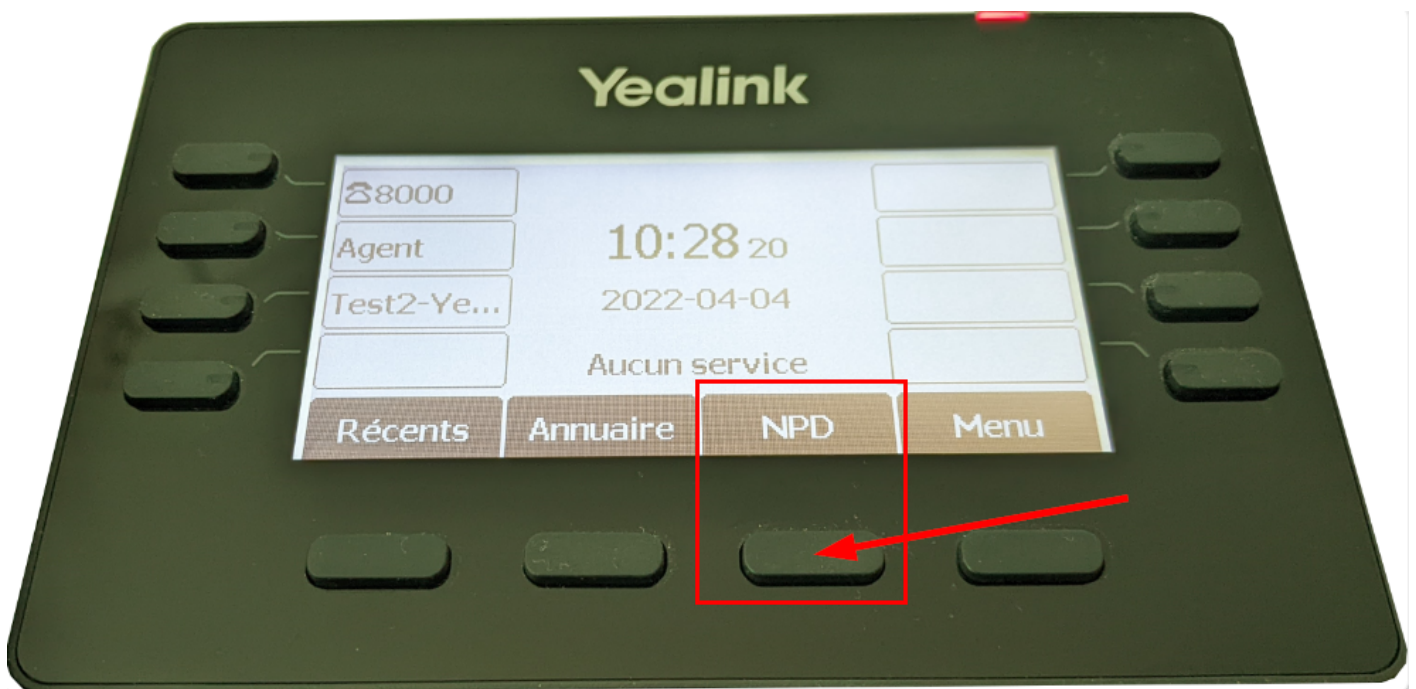 Yealink
☎8000
Agent
10:28 20
Test2-Ye...
2022-04-04
Aucun service
Récents
Annuaire
NPD
Menu